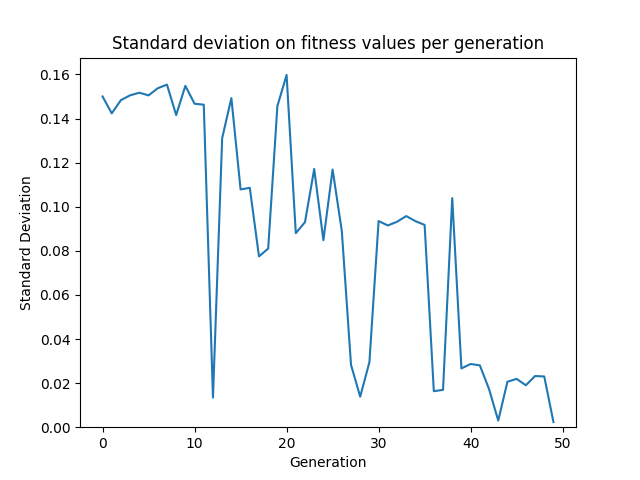 Standard deviation on fitness values per generation
0.16
0.14
0.12
0.10
0.08
0.06
0.04
0.02
0.00
Standard Deviation
0 10 20 30 40 50
Generation